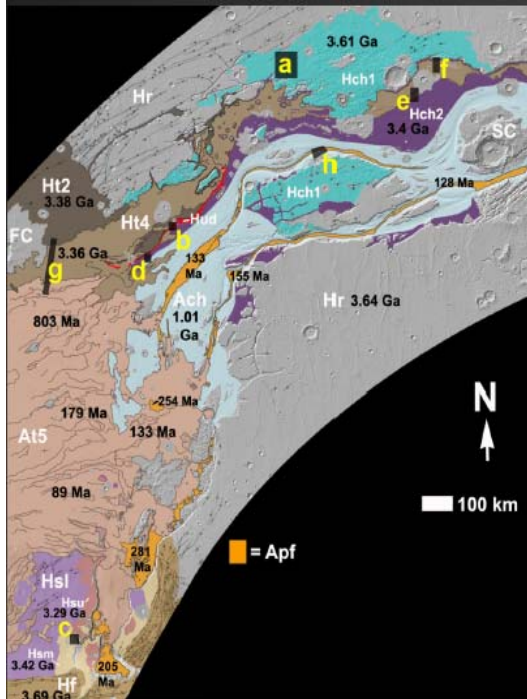 3.61 Ga
a
f
Hr
Hch1
e
Hch2
3.4 Ga
SC
h
Ht2
3.38 Ga
Hch1
128 Ma
Ht4
Hud
FC
b
3.36 Ga
g
d
133
Ma
155 Ma
Ach
Hr 3.64 Ga
803 Ma
1.01
Ga
N
254 Ma
179 Ma
133 Ma
At5
89 Ma
100 km
281
Ma
= Apf
Hsl
Hsu
3.29 Ga
c
Hsm
3.42 Ga
205
Ma
Hf
3.69 Ga